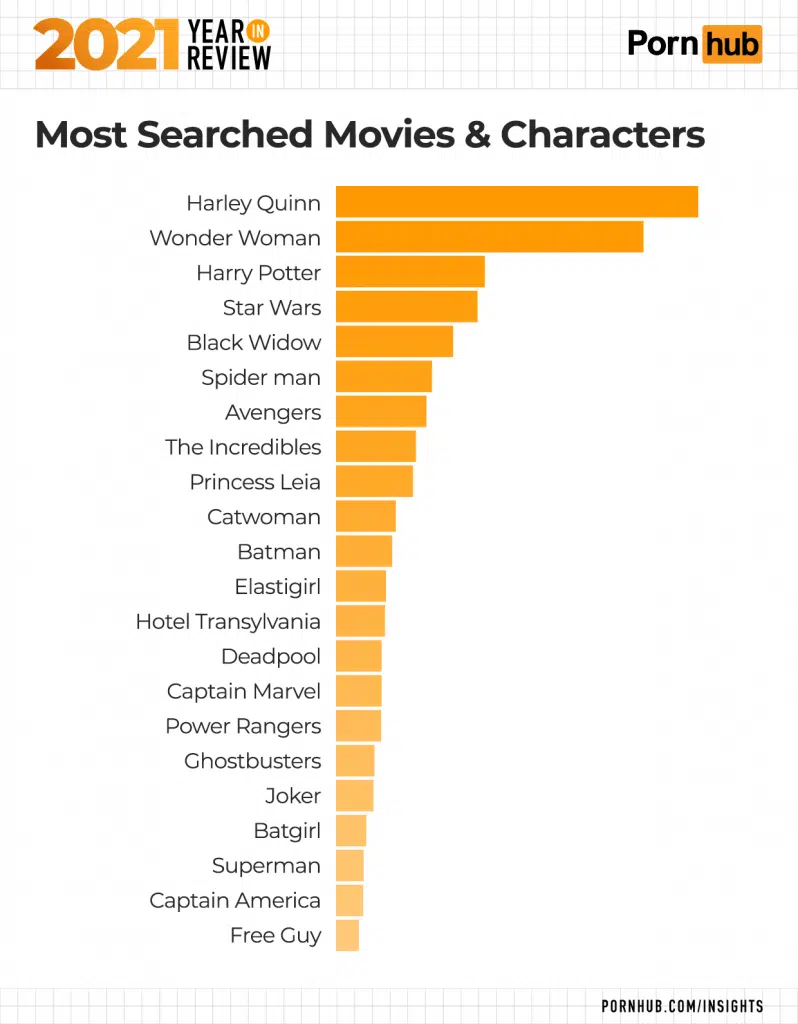 2021 YEAR IN REVIEW
Pornhub
Most Searched Movies & Characters
Harley Quinn
Wonder Woman
Harry Potter
Star Wars
Black Widow
Spider man
Avengers
The Incredibles
Princess Leia
Catwoman
Batman
Elastigirl
Hotel Transylvania
Deadpool
Captain Marvel
Power Rangers
Ghostbusters
Joker
Batgirl
Superman
Captain America
Free Guy
PORNHUB.COM/INSIGHTS